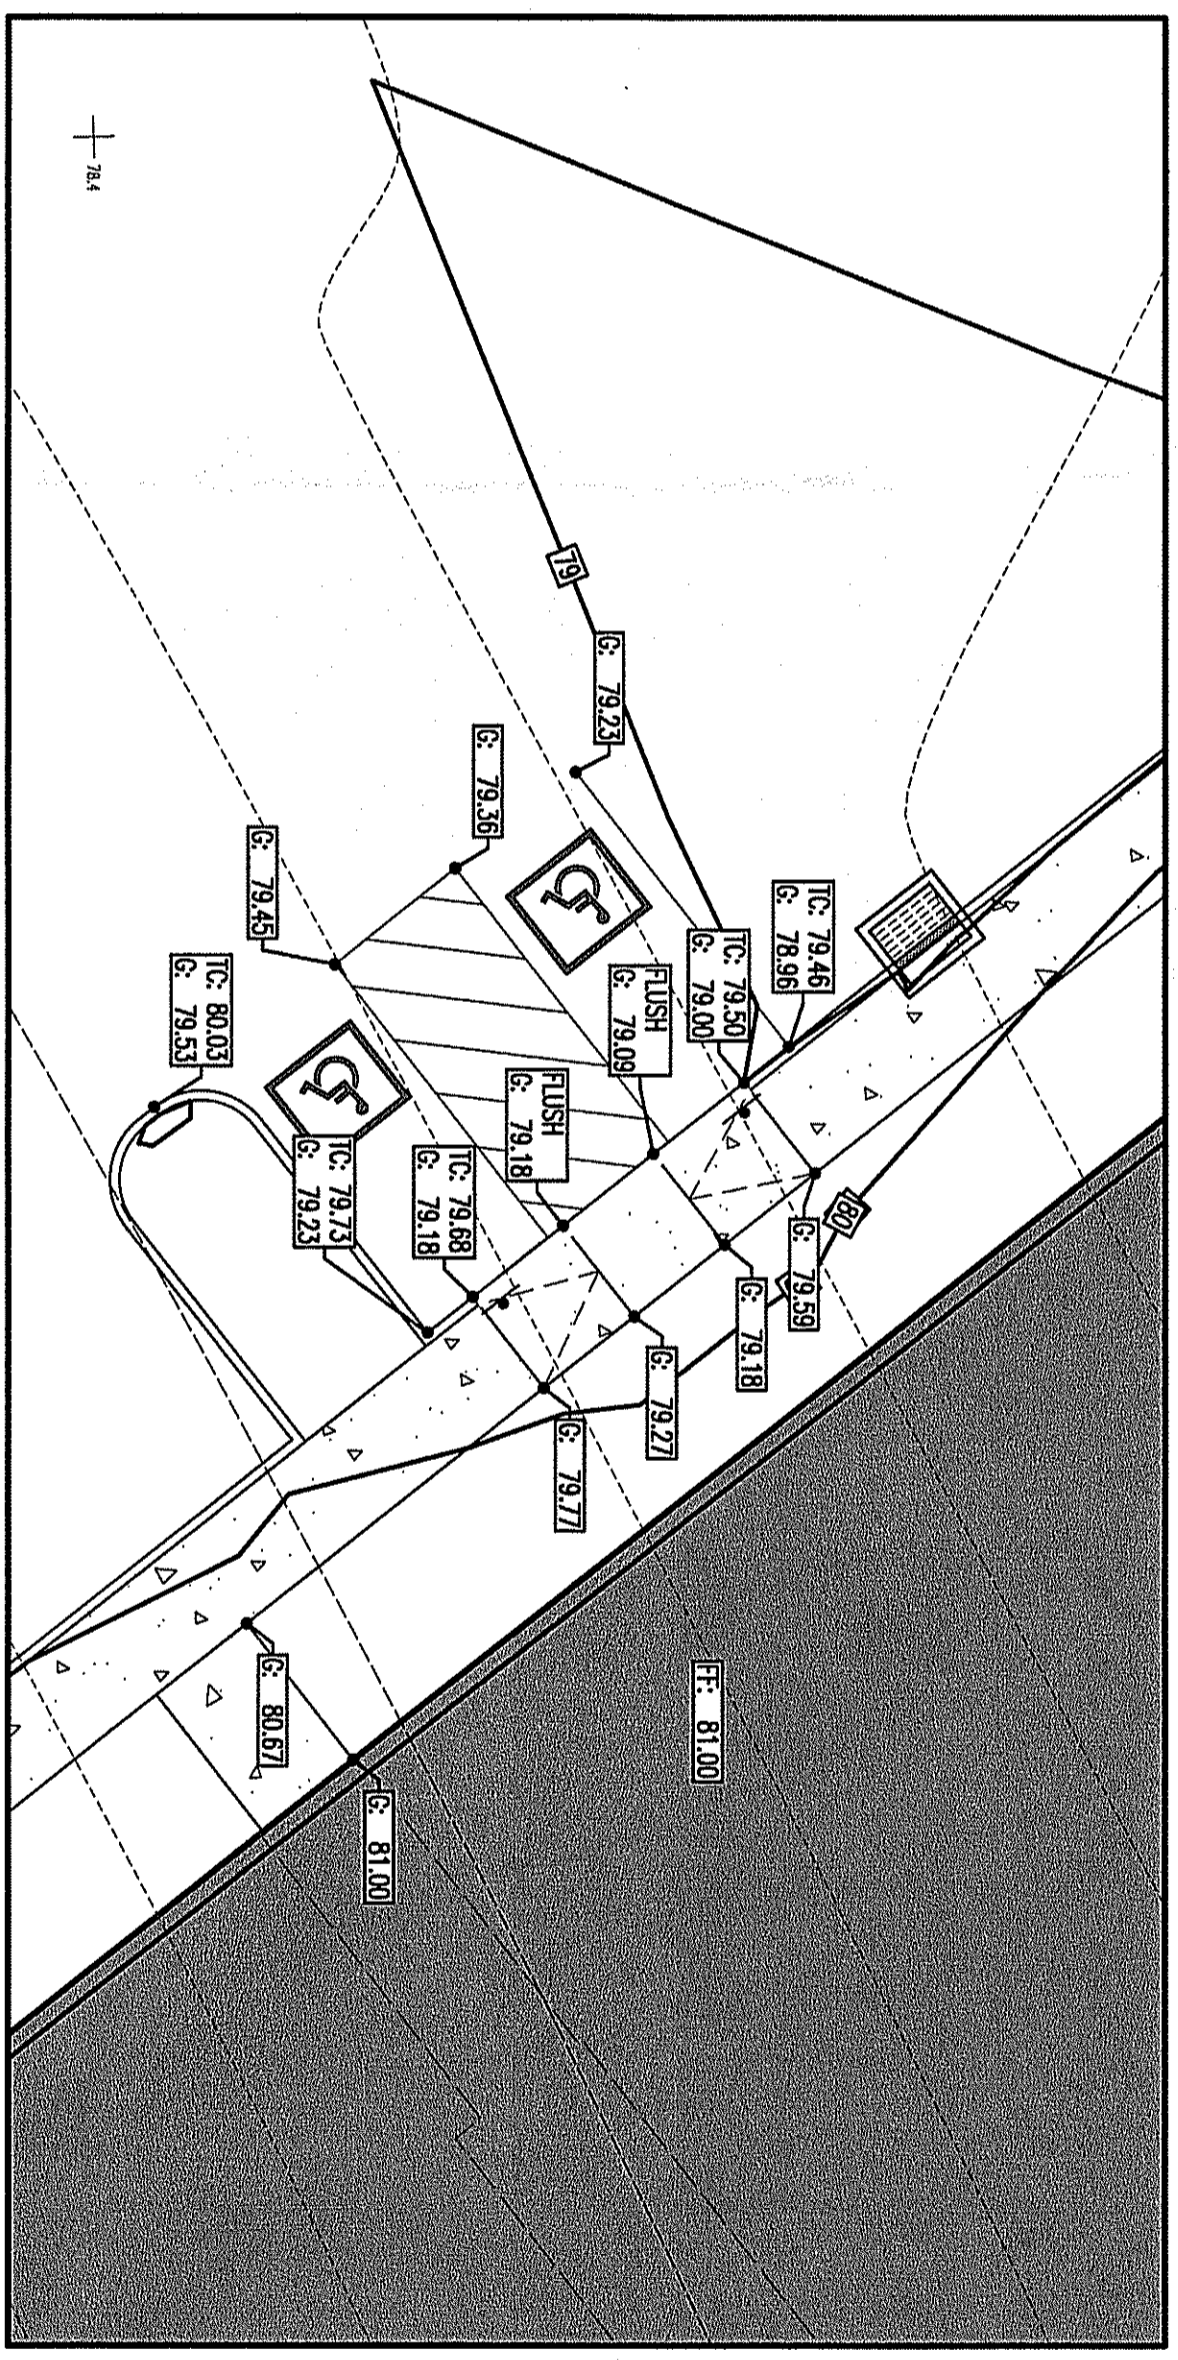 78.4
79
G: 79.23
G: 79.36
G: 79.45
TC: 80.03
G: 79.53
TC: 79.46
G: 78.96
TC: 79.50
G: 79.00
FLUSH
G: 79.09
FLUSH
G: 79.18
TC: 79.68
G: 79.18
TC: 79.73
G: 79.23
80
G: 79.59
G: 79.18
G: 79.27
G: 79.77
G: 80.67
G: 81.00
FF: 81.00